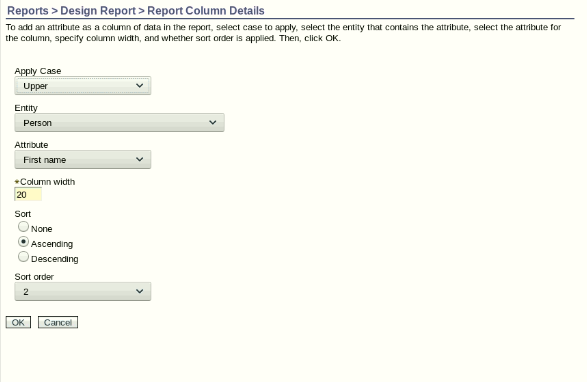 Reports > Design Report > Report Column Details
To add an attribute as a column of data in the report, select case to apply, select the entity that contains the attribute, select the attribute for
the column, specify column width, and whether sort order is applied. Then, click OK.
Apply Case
Upper
Entity
Person
Attribute
First name
*Column width
20
Sort
None
Ascending
Descending
Sort order
2
OK Cancel